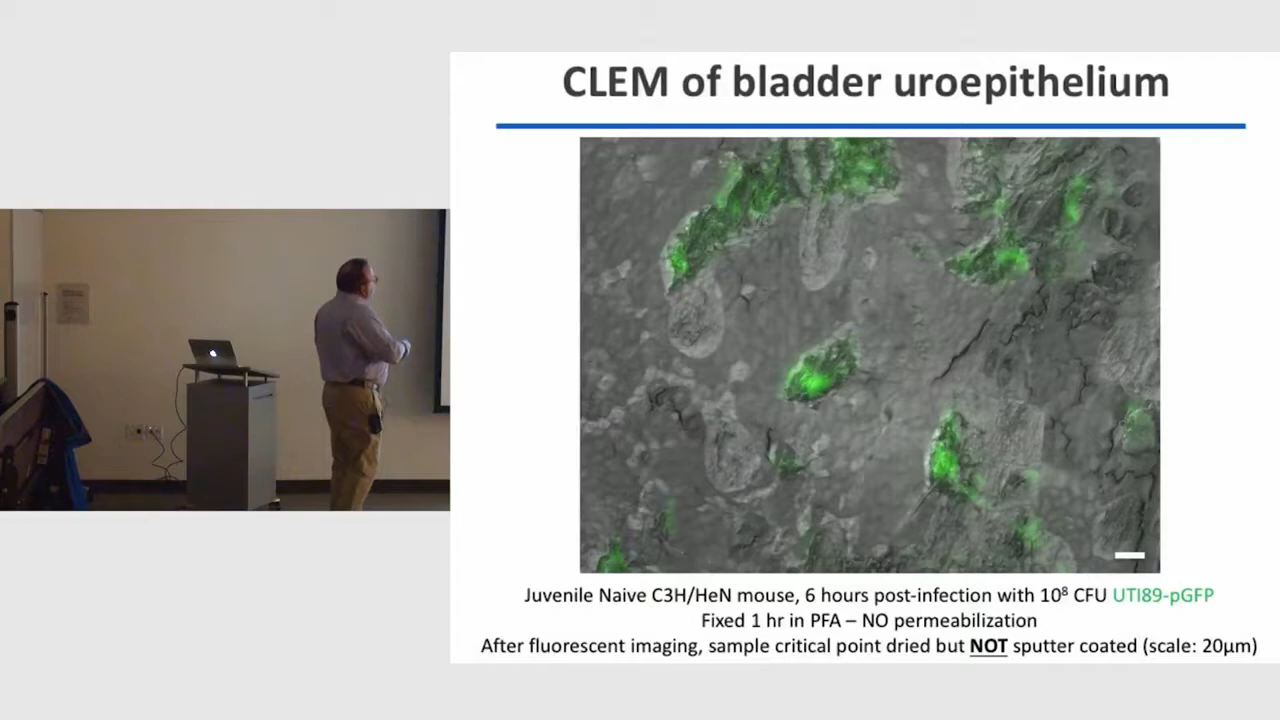 CLEM of bladder uroepithelium
Juvenile Naive C3H/HeN mouse, 6 hours post-infection with 10⁸ CFU UTI89-pGFP
Fixed 1 hr in PFA – NO permeabilization
After fluorescent imaging, sample critical point dried but NOT sputter coated (scale: 20µm)